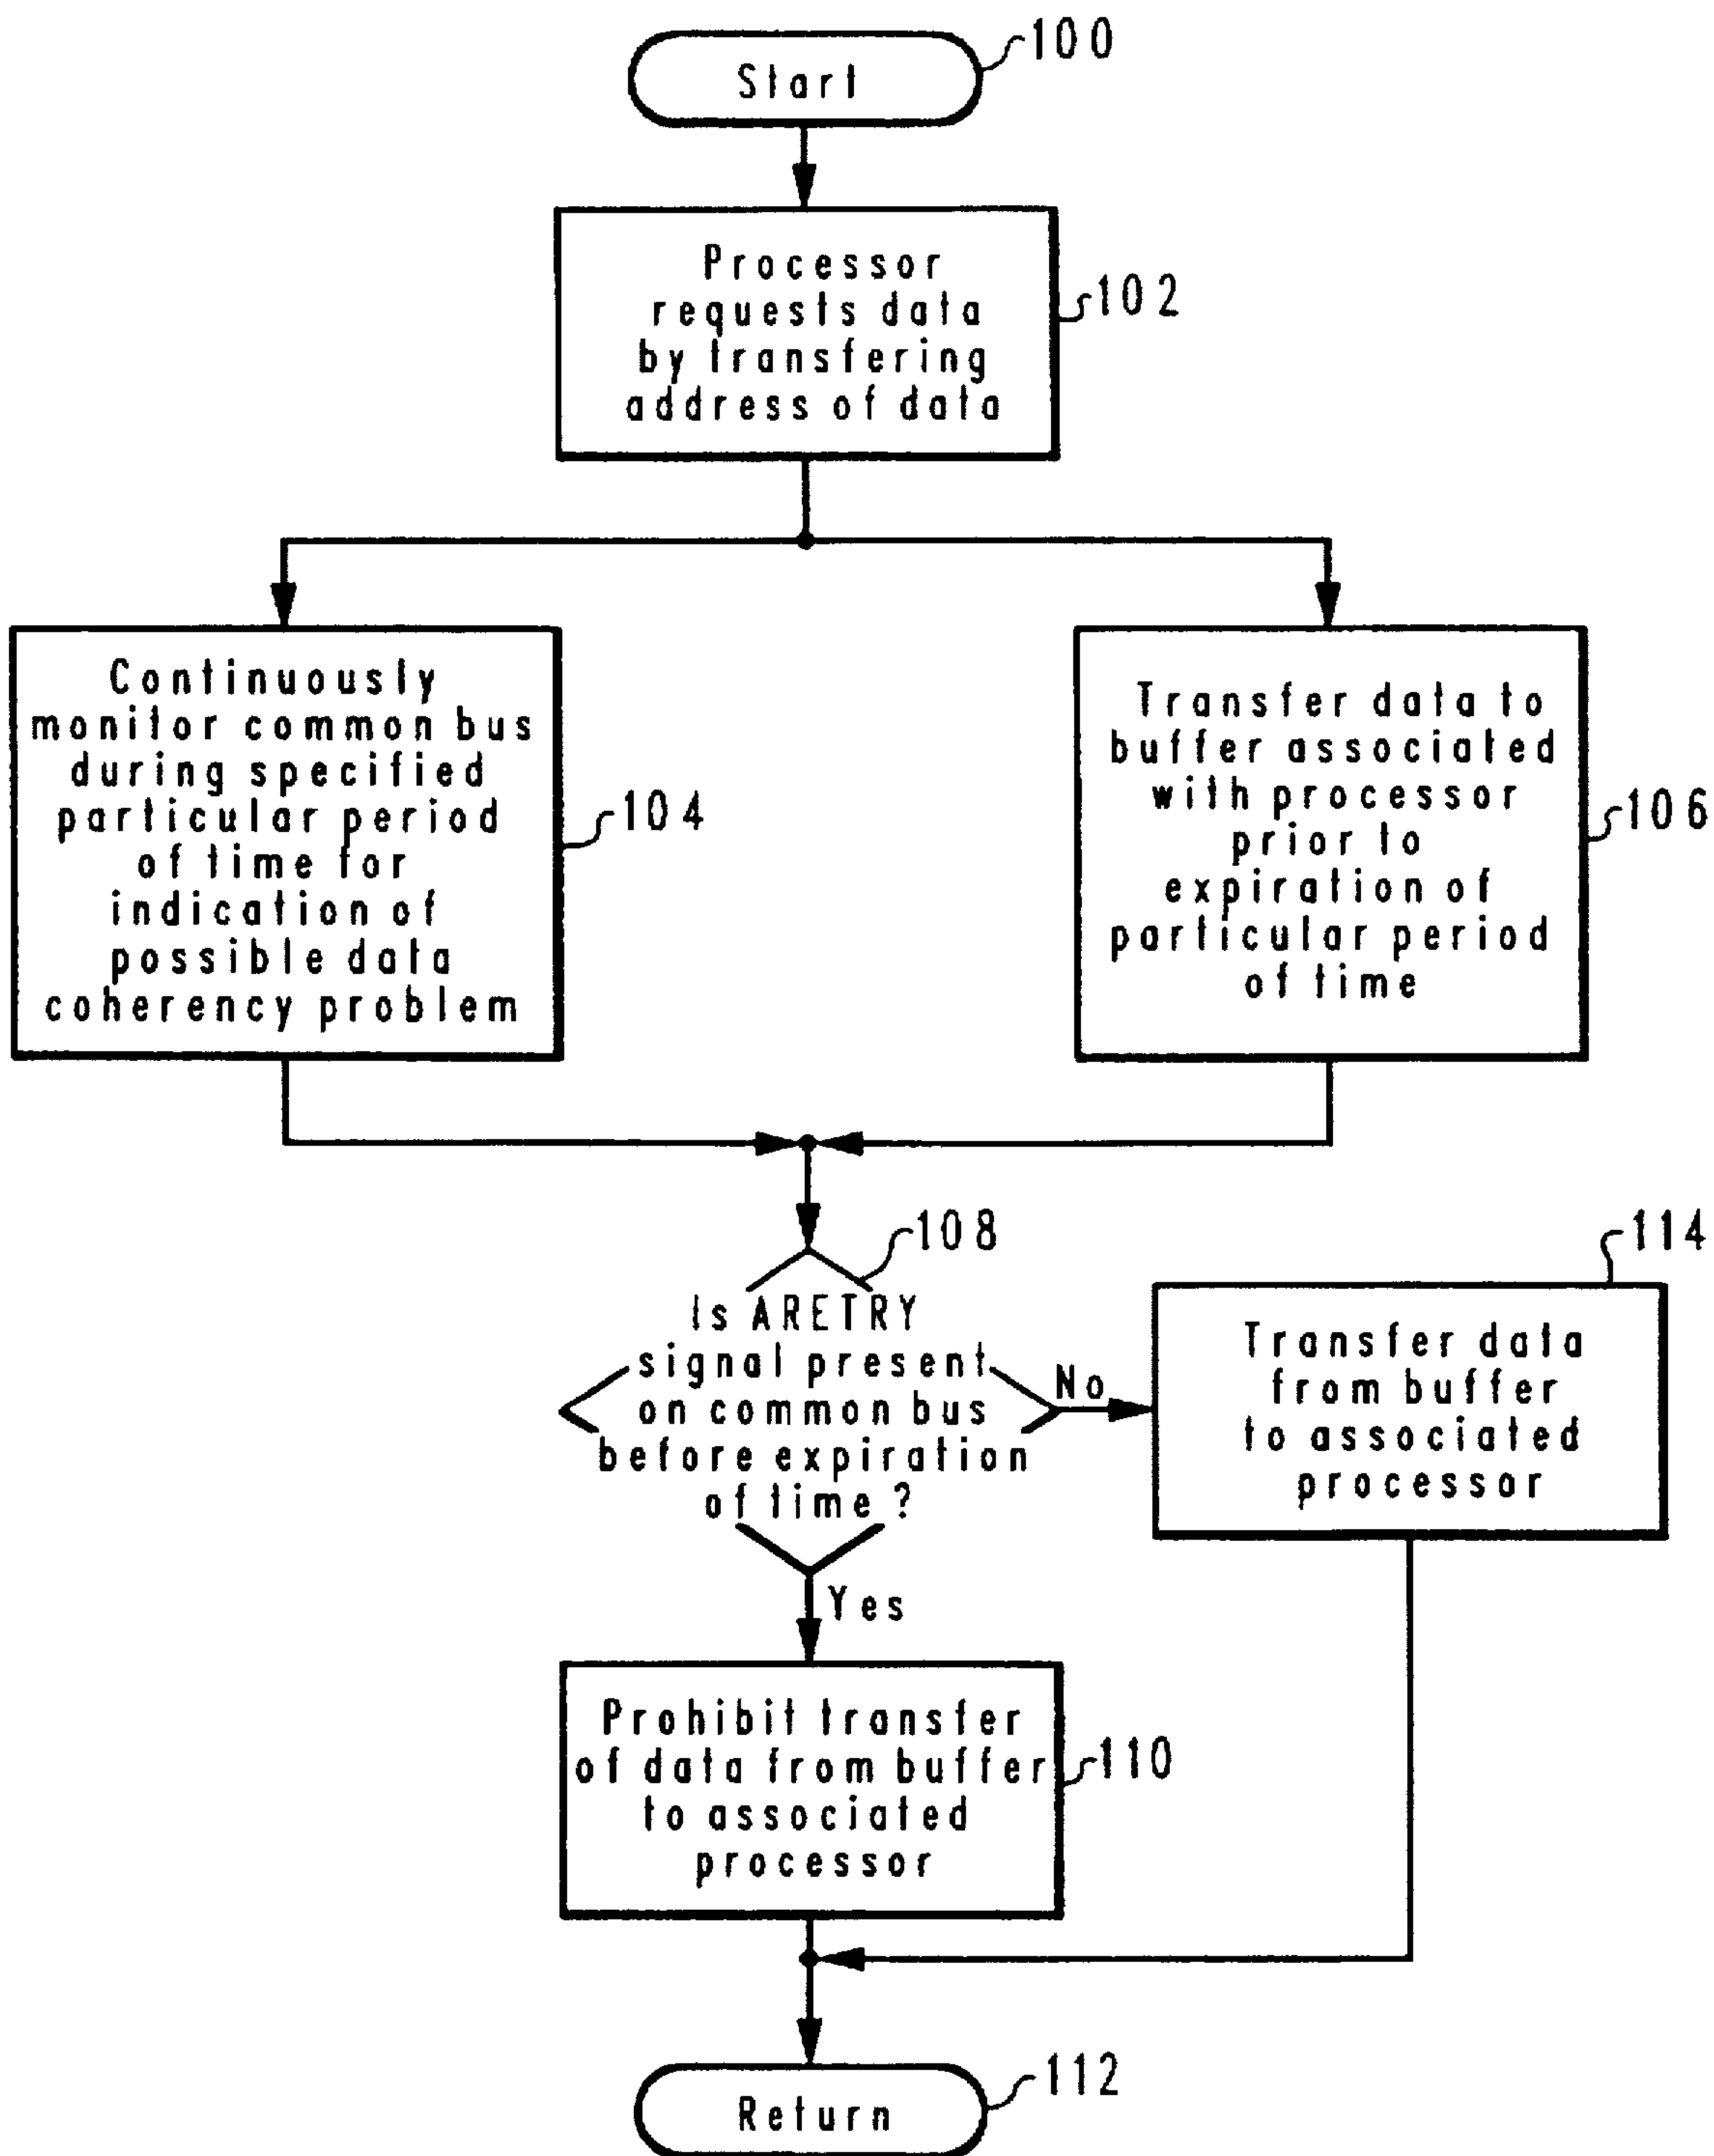 100
Start
Processor
requests data
by transfering
address of data
102
Continuously
monitor common bus
during specified
particular period
of time for
indication of
possible data
coherency problem
104
Transfer data to
buffer associated
with processor
prior to
expiration of
particular period
of time
106
108
Is ARETRY
signal present
on common bus
before expiration
of time?
No
Yes
114
Transfer data
from buffer
to associated
processor
Prohibit transfer
of data from buffer
to associated
processor
110
Return
112